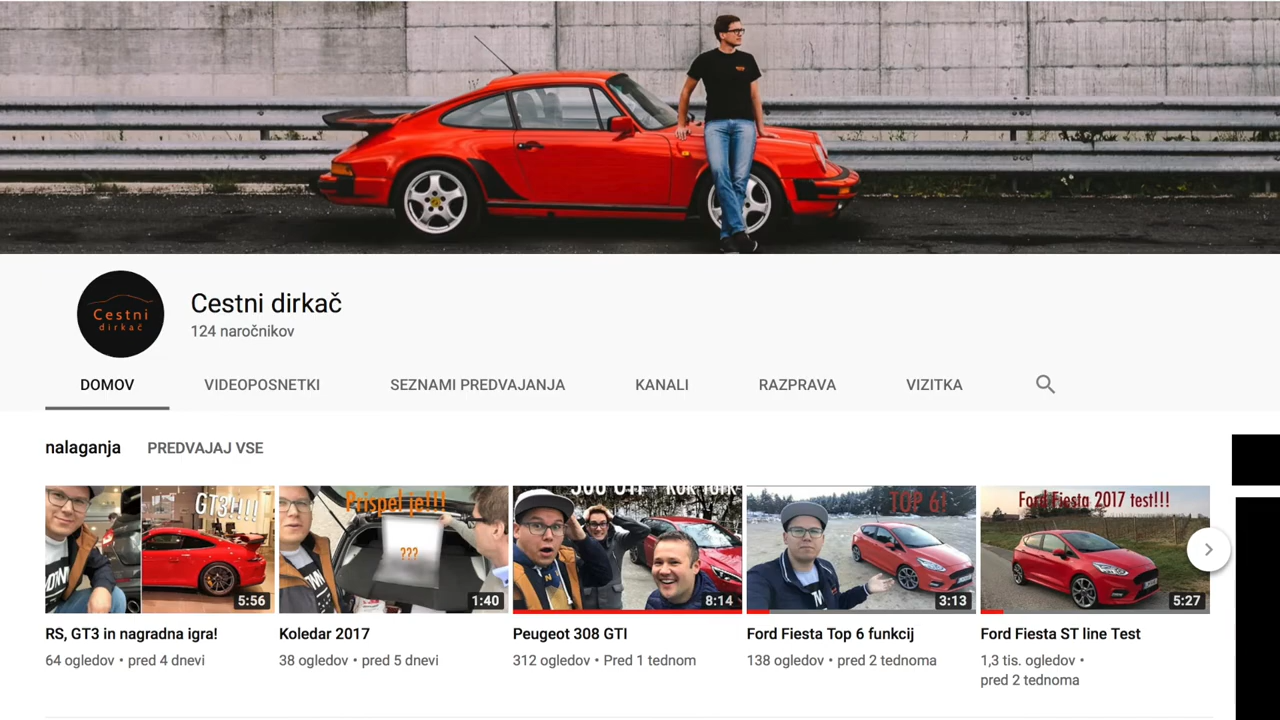 Cestni
dirkač
Cestni dirkač
124 naročnikov
DOMOV
VIDEOPOSNETKI
SEZNAMI PREDVAJANJA
KANALI
RAZPRAVA
VIZITKA
nalaganja
PREDVAJAJ VSE
GT3!!!!
5:56
RS, GT3 in nagradna igra!
64 ogledov • pred 4 dnevi
Prispel je!!!
???
1:40
Koledar 2017
38 ogledov • pred 5 dnevi
308 GTI
8:14
Peugeot 308 GTI
312 ogledov • Pred 1 tednom
TOP 6!
3:13
Ford Fiesta Top 6 funkcij
138 ogledov • pred 2 tednoma
Ford Fiesta 2017 test!!!
5:27
Ford Fiesta ST line Test
1,3 tis. ogledov •
pred 2 tednoma